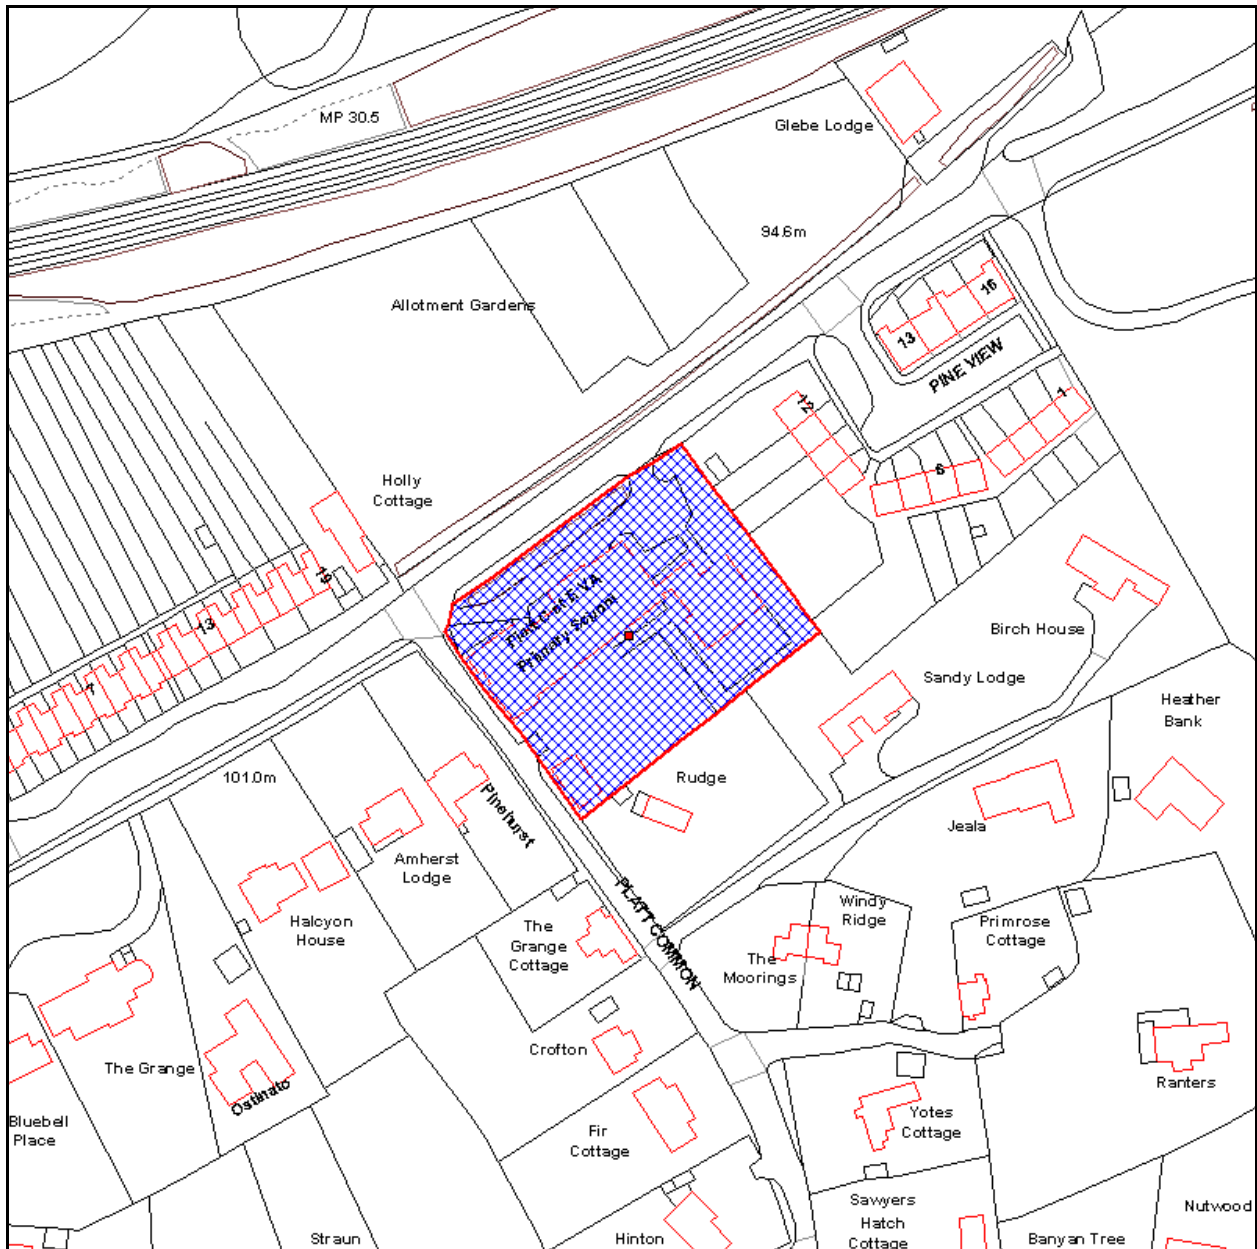 MP 30.5
Glebe Lodge
94.6m
Allotment Gardens
16
13
PINE VIEW
1
12
6
Holly
Cottage
19
13
7
Platt C of E V.A.
Primary School
Birch House
Sandy Lodge
Heather
Bank
101.0m
Rudge
Pinehurst
Jeala
Amherst
Lodge
Halcyon
House
PLATT COMMON
The
Grange
Cottage
Windy
Ridge
Primrose
Cottage
The
Moorings
Crofton
The Grange
Ostinato
Ranters
Bluebell
Place
Fir
Cottage
Yotes
Cottage
Sawyers
Hatch
Cottage
Nutwood
Straun
Hinton
Banyan Tree